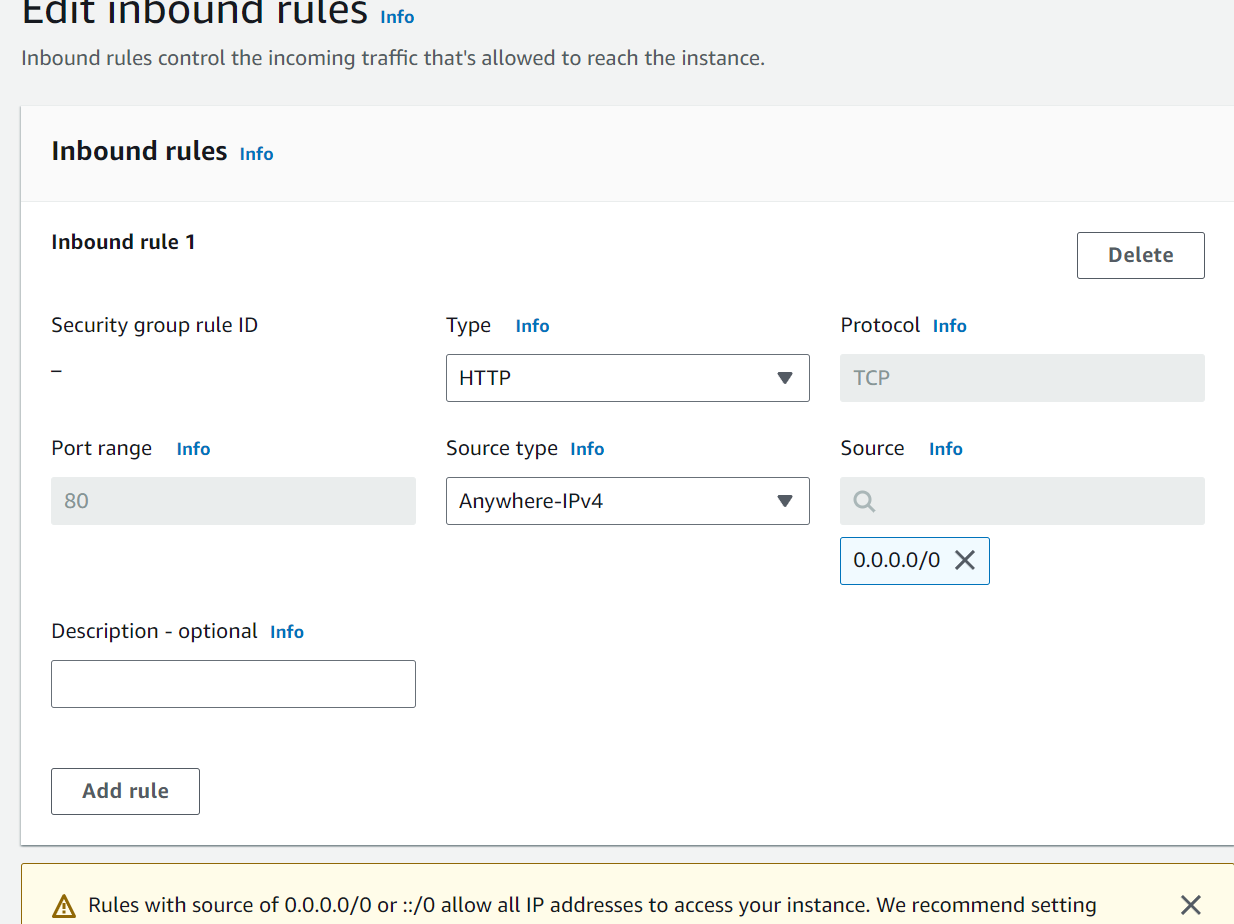 Edit inbound rules Info
Inbound rules control the incoming traffic that's allowed to reach the instance.
Inbound rules Info
Inbound rule 1
Delete
Security group rule ID
–
Type Info
HTTP
Protocol Info
TCP
Port range Info
80
Source type Info
Anywhere-IPv4
Source Info
0.0.0.0/0
Description - optional Info
Add rule
Rules with source of 0.0.0.0/0 or ::/0 allow all IP addresses to access your instance. We recommend setting